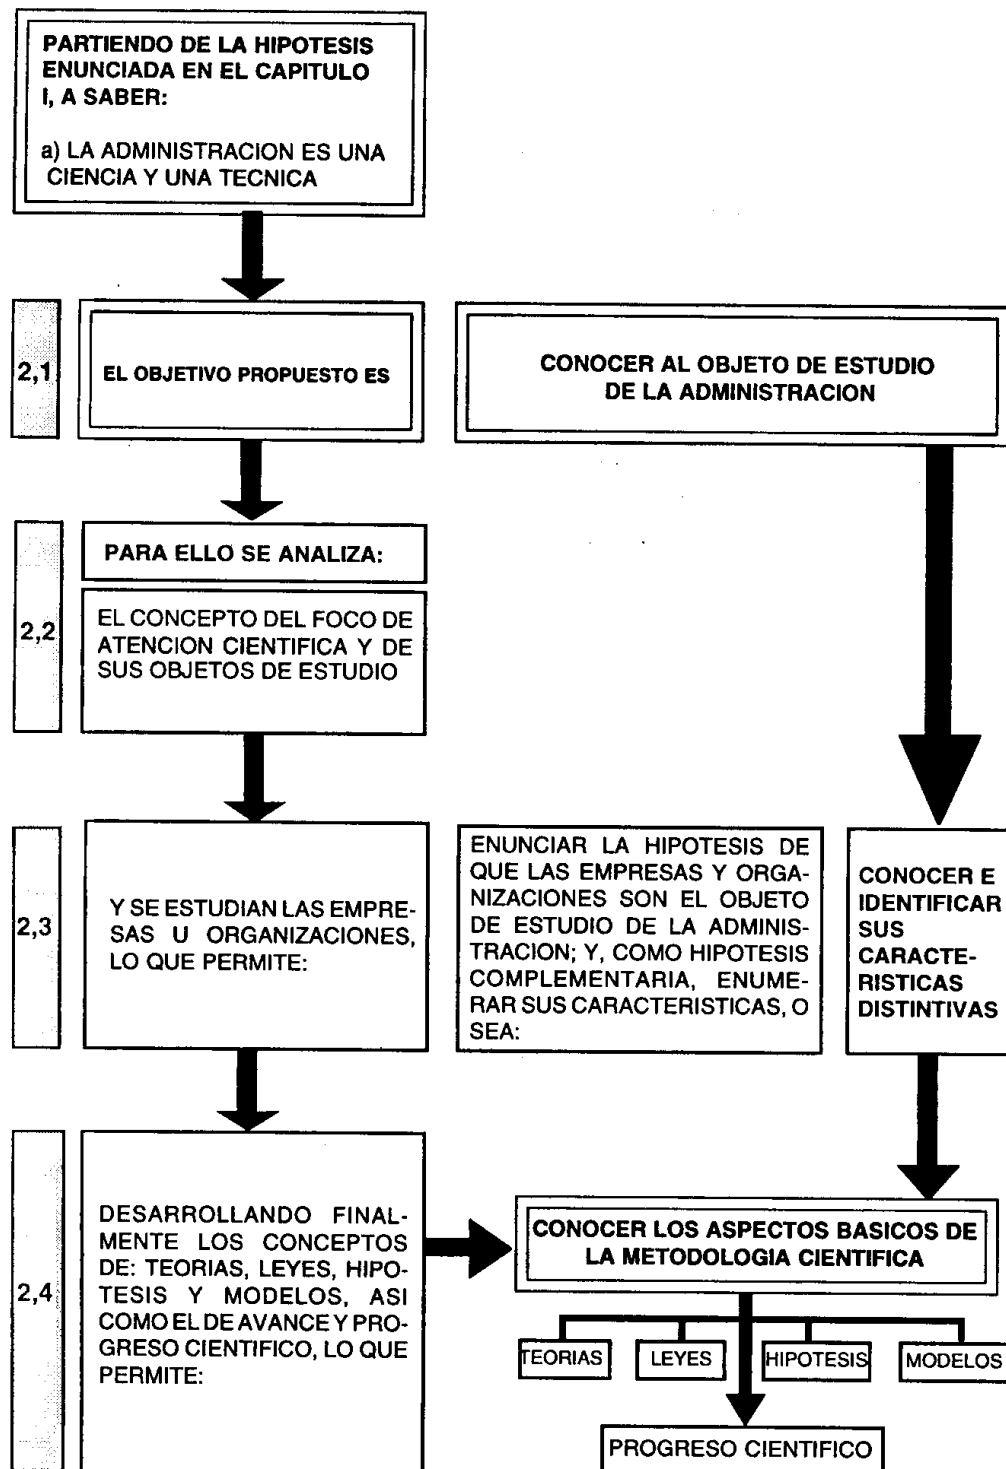 PARTIENDO DE LA HIPOTESIS
ENUNCIADA EN EL CAPITULO
I, A SABER:
a) LA ADMINISTRACION ES UNA
CIENCIA Y UNA TECNICA
2,1
EL OBJETIVO PROPUESTO ES
CONOCER AL OBJETO DE ESTUDIO
DE LA ADMINISTRACION
2,2
PARA ELLO SE ANALIZA:
EL CONCEPTO DEL FOCO DE
ATENCION CIENTIFICA Y DE
SUS OBJETOS DE ESTUDIO
2,3
Y SE ESTUDIAN LAS EMPRE-
SAS U ORGANIZACIONES,
LO QUE PERMITE:
ENUNCIAR LA HIPOTESIS DE
QUE LAS EMPRESAS Y ORGA-
NIZACIONES SON EL OBJETO
DE ESTUDIO DE LA ADMINIS-
TRACION; Y, COMO HIPOTESIS
COMPLEMENTARIA, ENUME-
RAR SUS CARACTERISTICAS, O
SEA:
CONOCER E
IDENTIFICAR
SUS
CARACTE-
RISTICAS
DISTINTIVAS
2,4
DESARROLLANDO FINAL-
MENTE LOS CONCEPTOS
DE: TEORIAS, LEYES, HIPO-
TESIS Y MODELOS, ASI
COMO EL DE AVANCE Y PRO-
GRESO CIENTIFICO, LO QUE
PERMITE:
CONOCER LOS ASPECTOS BASICOS DE
LA METODOLOGIA CIENTIFICA
TEORIAS
LEYES
HIPOTESIS
MODELOS
PROGRESO CIENTIFICO